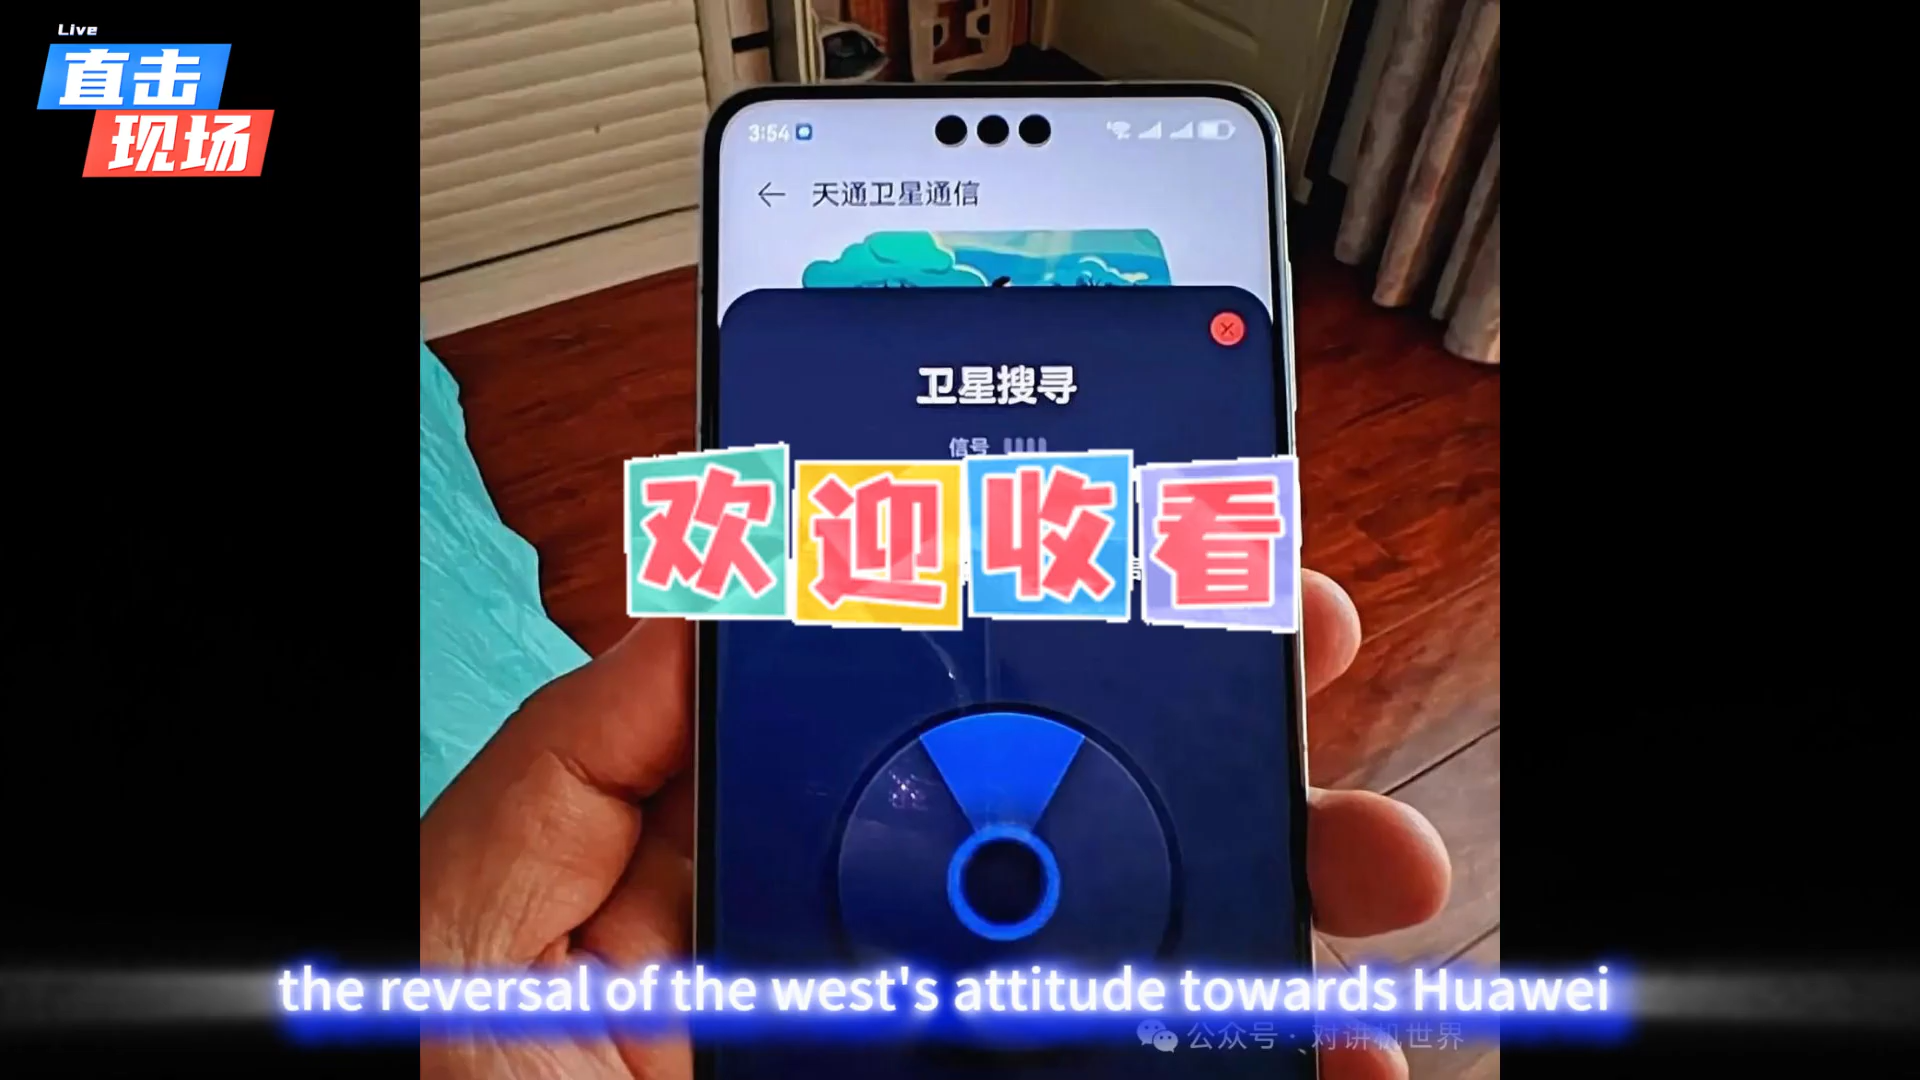 Live
直击
现场
3:54
天通卫星通信
卫星搜寻
信号
欢迎收看
the reversal of the west's attitude towards Huawei
公众号·对讲机世界